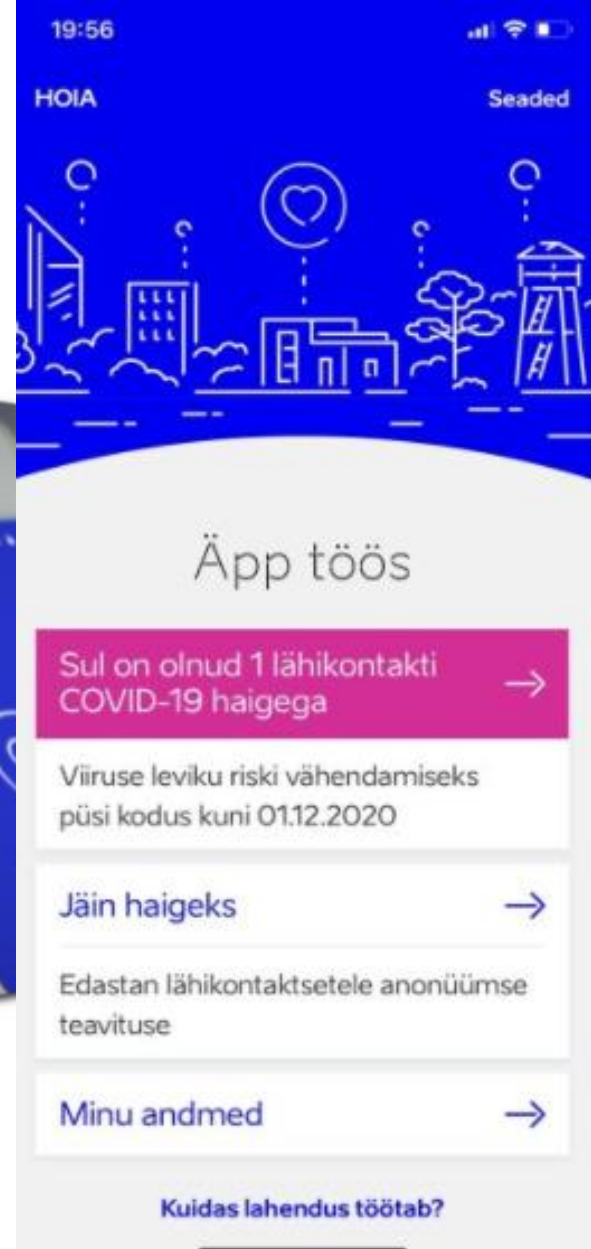 19:56
HOIA Seaded
Äpp töös
Sul on olnud 1 lähikontakti
COVID-19 haigega
Viiruse leviku riski vähendamiseks
püsi kodus kuni 01.12.2020
Jäin haigeks
Edastan lähikontaktsetele anonüümse
teavituse
Minu andmed
Kuidas lahendus töötab?